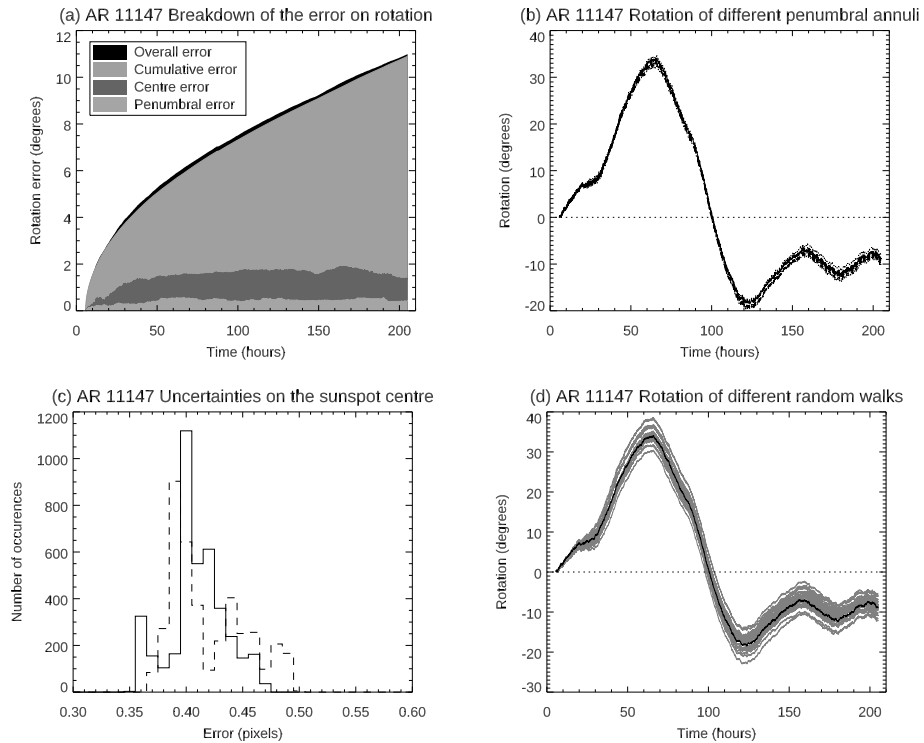 (a) AR 11147 Breakdown of the error on rotation
12
10
8
6
4
2
0
Rotation error (degrees)
Overall error
Cumulative error
Centre error
Penumbral error
0 50 100 150 200
Time (hours)
(b) AR 11147 Rotation of different penumbral annuli
40
30
20
10
0
-10
-20
Rotation (degrees)
0 50 100 150 200
Time (hours)
(c) AR 11147 Uncertainties on the sunspot centre
1200
1000
800
600
400
200
0
Number of occurences
0.30 0.35 0.40 0.45 0.50 0.55 0.60
Error (pixels)
(d) AR 11147 Rotation of different random walks
40
30
20
10
0
-10
-20
-30
Rotation (degrees)
0 50 100 150 200
Time (hours)